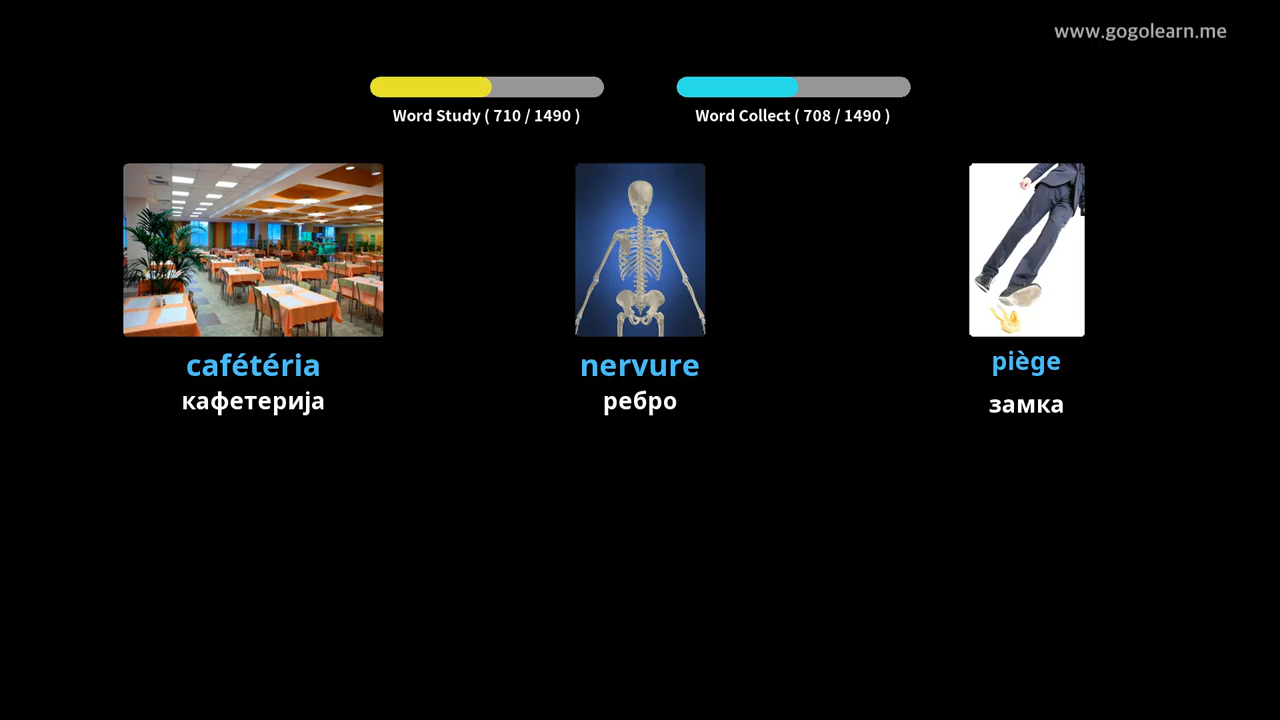 www.gogolearn.me
Word Study ( 710 / 1490 )
Word Collect ( 708 / 1490 )
cafétéria
кафетерија
nervure
ребро
piège
замка